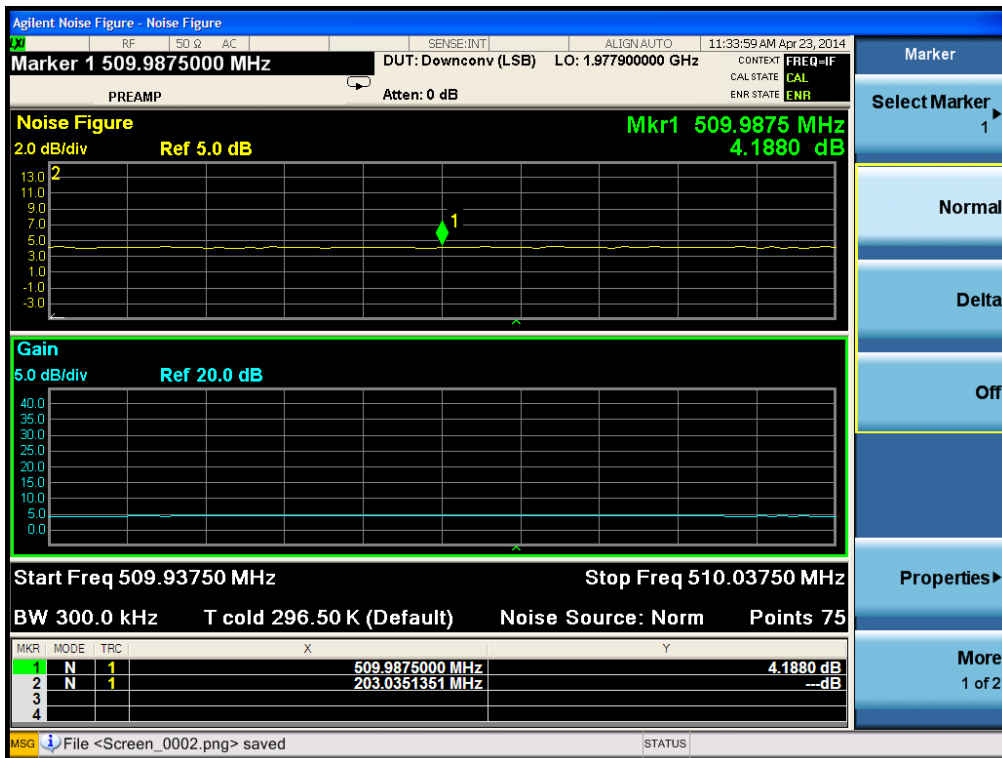 Agilent Noise Figure - Noise Figure
LXI RF 50 Ω AC SENSE:INT ALIGN AUTO 11:33:59 AM Apr 23, 2014
Marker 1 509.9875000 MHz
DUT: Downconv (LSB) LO: 1.977900000 GHz
CONTEXT FREQ=IF
CAL STATE CAL
PREAMP
Atten: 0 dB
ENR STATE ENR
Noise Figure
Mkr1 509.9875 MHz
2.0 dB/div Ref 5.0 dB
4.1880 dB
2
13.0
11.0
9.0
7.0
5.0
3.0
1.0
-1.0
-3.0
1
Gain
5.0 dB/div Ref 20.0 dB
40.0
35.0
30.0
25.0
20.0
15.0
10.0
5.0
0.0
Start Freq 509.93750 MHz Stop Freq 510.03750 MHz
BW 300.0 kHz T cold 296.50 K (Default) Noise Source: Norm Points 75
MKR MODE TRC X Y
1 N 1 509.9875000 MHz 4.1880 dB
2 N 1 203.0351351 MHz ---dB
3
4
MSG File <Screen_0002.png> saved STATUS
Marker
Select Marker
1
Normal
Delta
Off
Properties
More
1 of 2